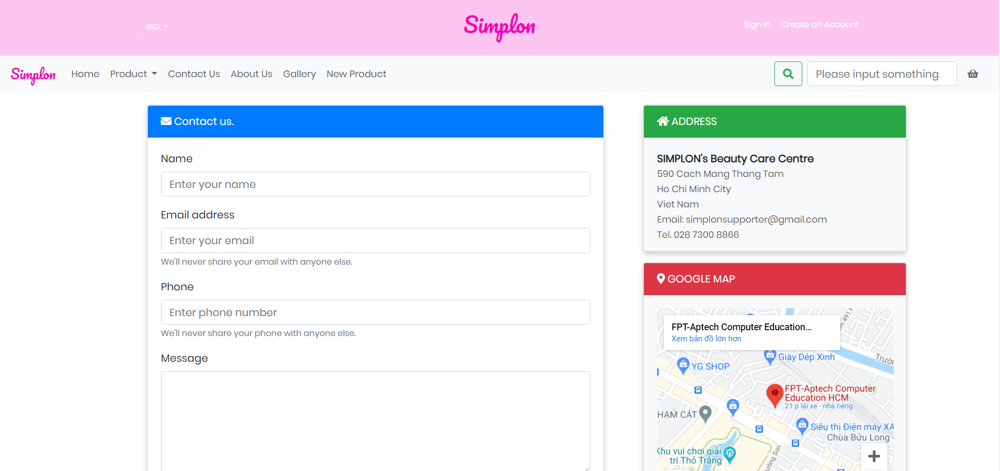 USD
Simplon
Sign In Create an Account
Simplon
Home Product Contact Us About Us Gallery New Product
Please input something
Contact us.
Name
Enter your name
Email address
Enter your email
We'll never share your email with anyone else.
Phone
Enter phone number
We'll never share your phone with anyone else.
Message
ADDRESS
SIMPLON's Beauty Care Centre
590 Cach Mang Thang Tam
Ho Chi Minh City
Viet Nam
Email: simplonsupporter@gmail.com
Tel. 028 7300 8866
GOOGLE MAP
FPT-Aptech Computer Education...
Xem bản đồ lớn hơn
491
Giày Dép Xinh
YG SHOP
FPT-Aptech Computer
Education HCM
21 p lái xe - nhà riêng
HẠM CÁT
Siêu thị Điện máy XA
Chùa Bửu Long -
Khu vui chơi giải
trí Thỏ Trắng
+